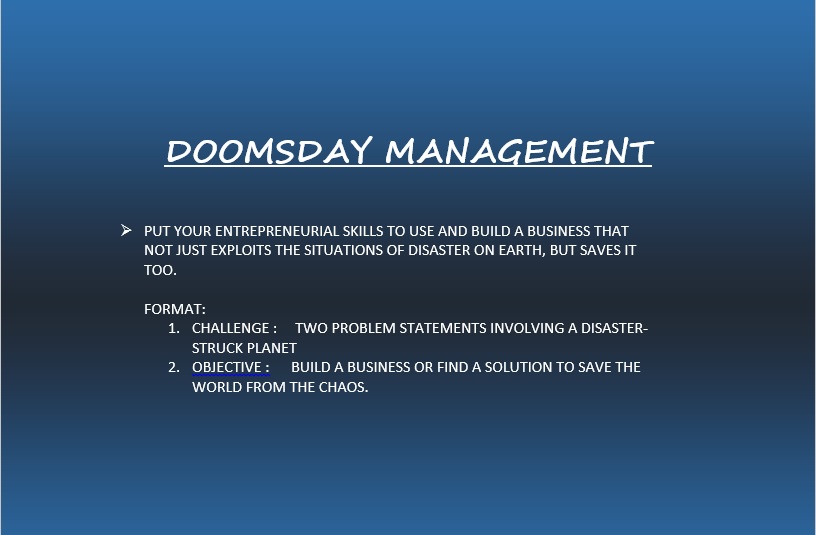 DOOMSDAY MANAGEMENT
➢ PUT YOUR ENTREPRENEURIAL SKILLS TO USE AND BUILD A BUSINESS THAT
NOT JUST EXPLOITS THE SITUATIONS OF DISASTER ON EARTH, BUT SAVES IT
TOO.
FORMAT:
1. CHALLENGE : TWO PROBLEM STATEMENTS INVOLVING A DISASTER-
STRUCK PLANET
2. OBJECTIVE : BUILD A BUSINESS OR FIND A SOLUTION TO SAVE THE
WORLD FROM THE CHAOS.